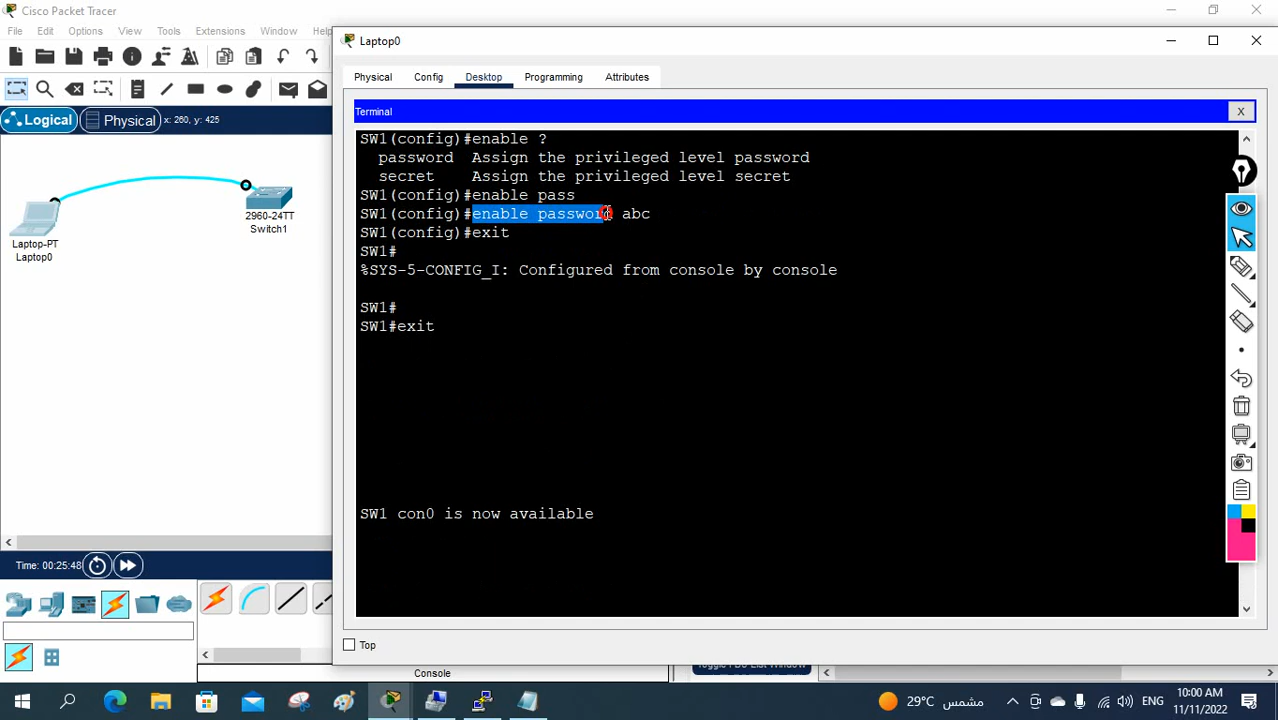 Cisco Packet Tracer
File Edit Options View Tools Extensions Window Help
Logical Physical x: 260, y: 425
Laptop-PT
Laptop0
2960-24TT
Switch1
Time: 00:25:48
Laptop0
Physical Config Desktop Programming Attributes
Terminal
X
SW1(config)#enable ?
password Assign the privileged level password
secret Assign the privileged level secret
SW1(config)#enable pass
SW1(config)#enable password abc
SW1(config)#exit
SW1#
%SYS-5-CONFIG_I: Configured from console by console
SW1#
SW1#exit
SW1 con0 is now available
Top
Console
29°C مشمس
ENG
10:00 AM
11/11/2022